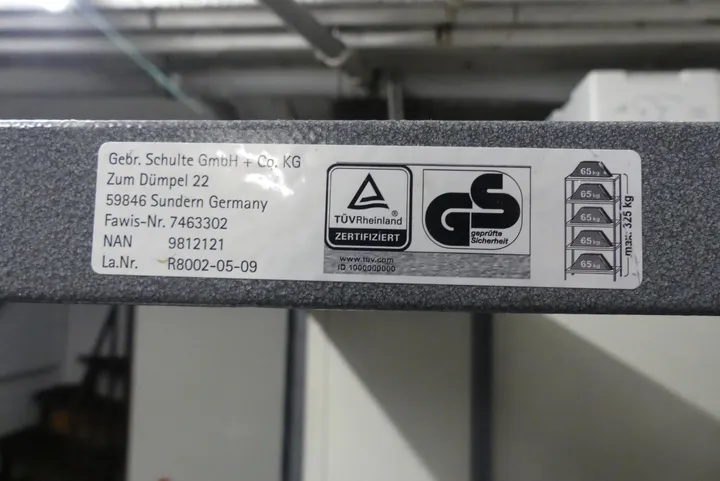 Gebr. Schulte GmbH + Co. KG
Zum Dümpel 22
59846 Sundern Germany
Fawis-Nr. 7463302
NAN 9812121
La.Nr. R8002-05-09
TÜVRheinland
ZERTIFIZIERT
www.tuv.com
ID 1000000000
GS
geprüfte
Sicherheit
65 kg
65 kg
65 kg
65 kg
65 kg
max. 325 kg